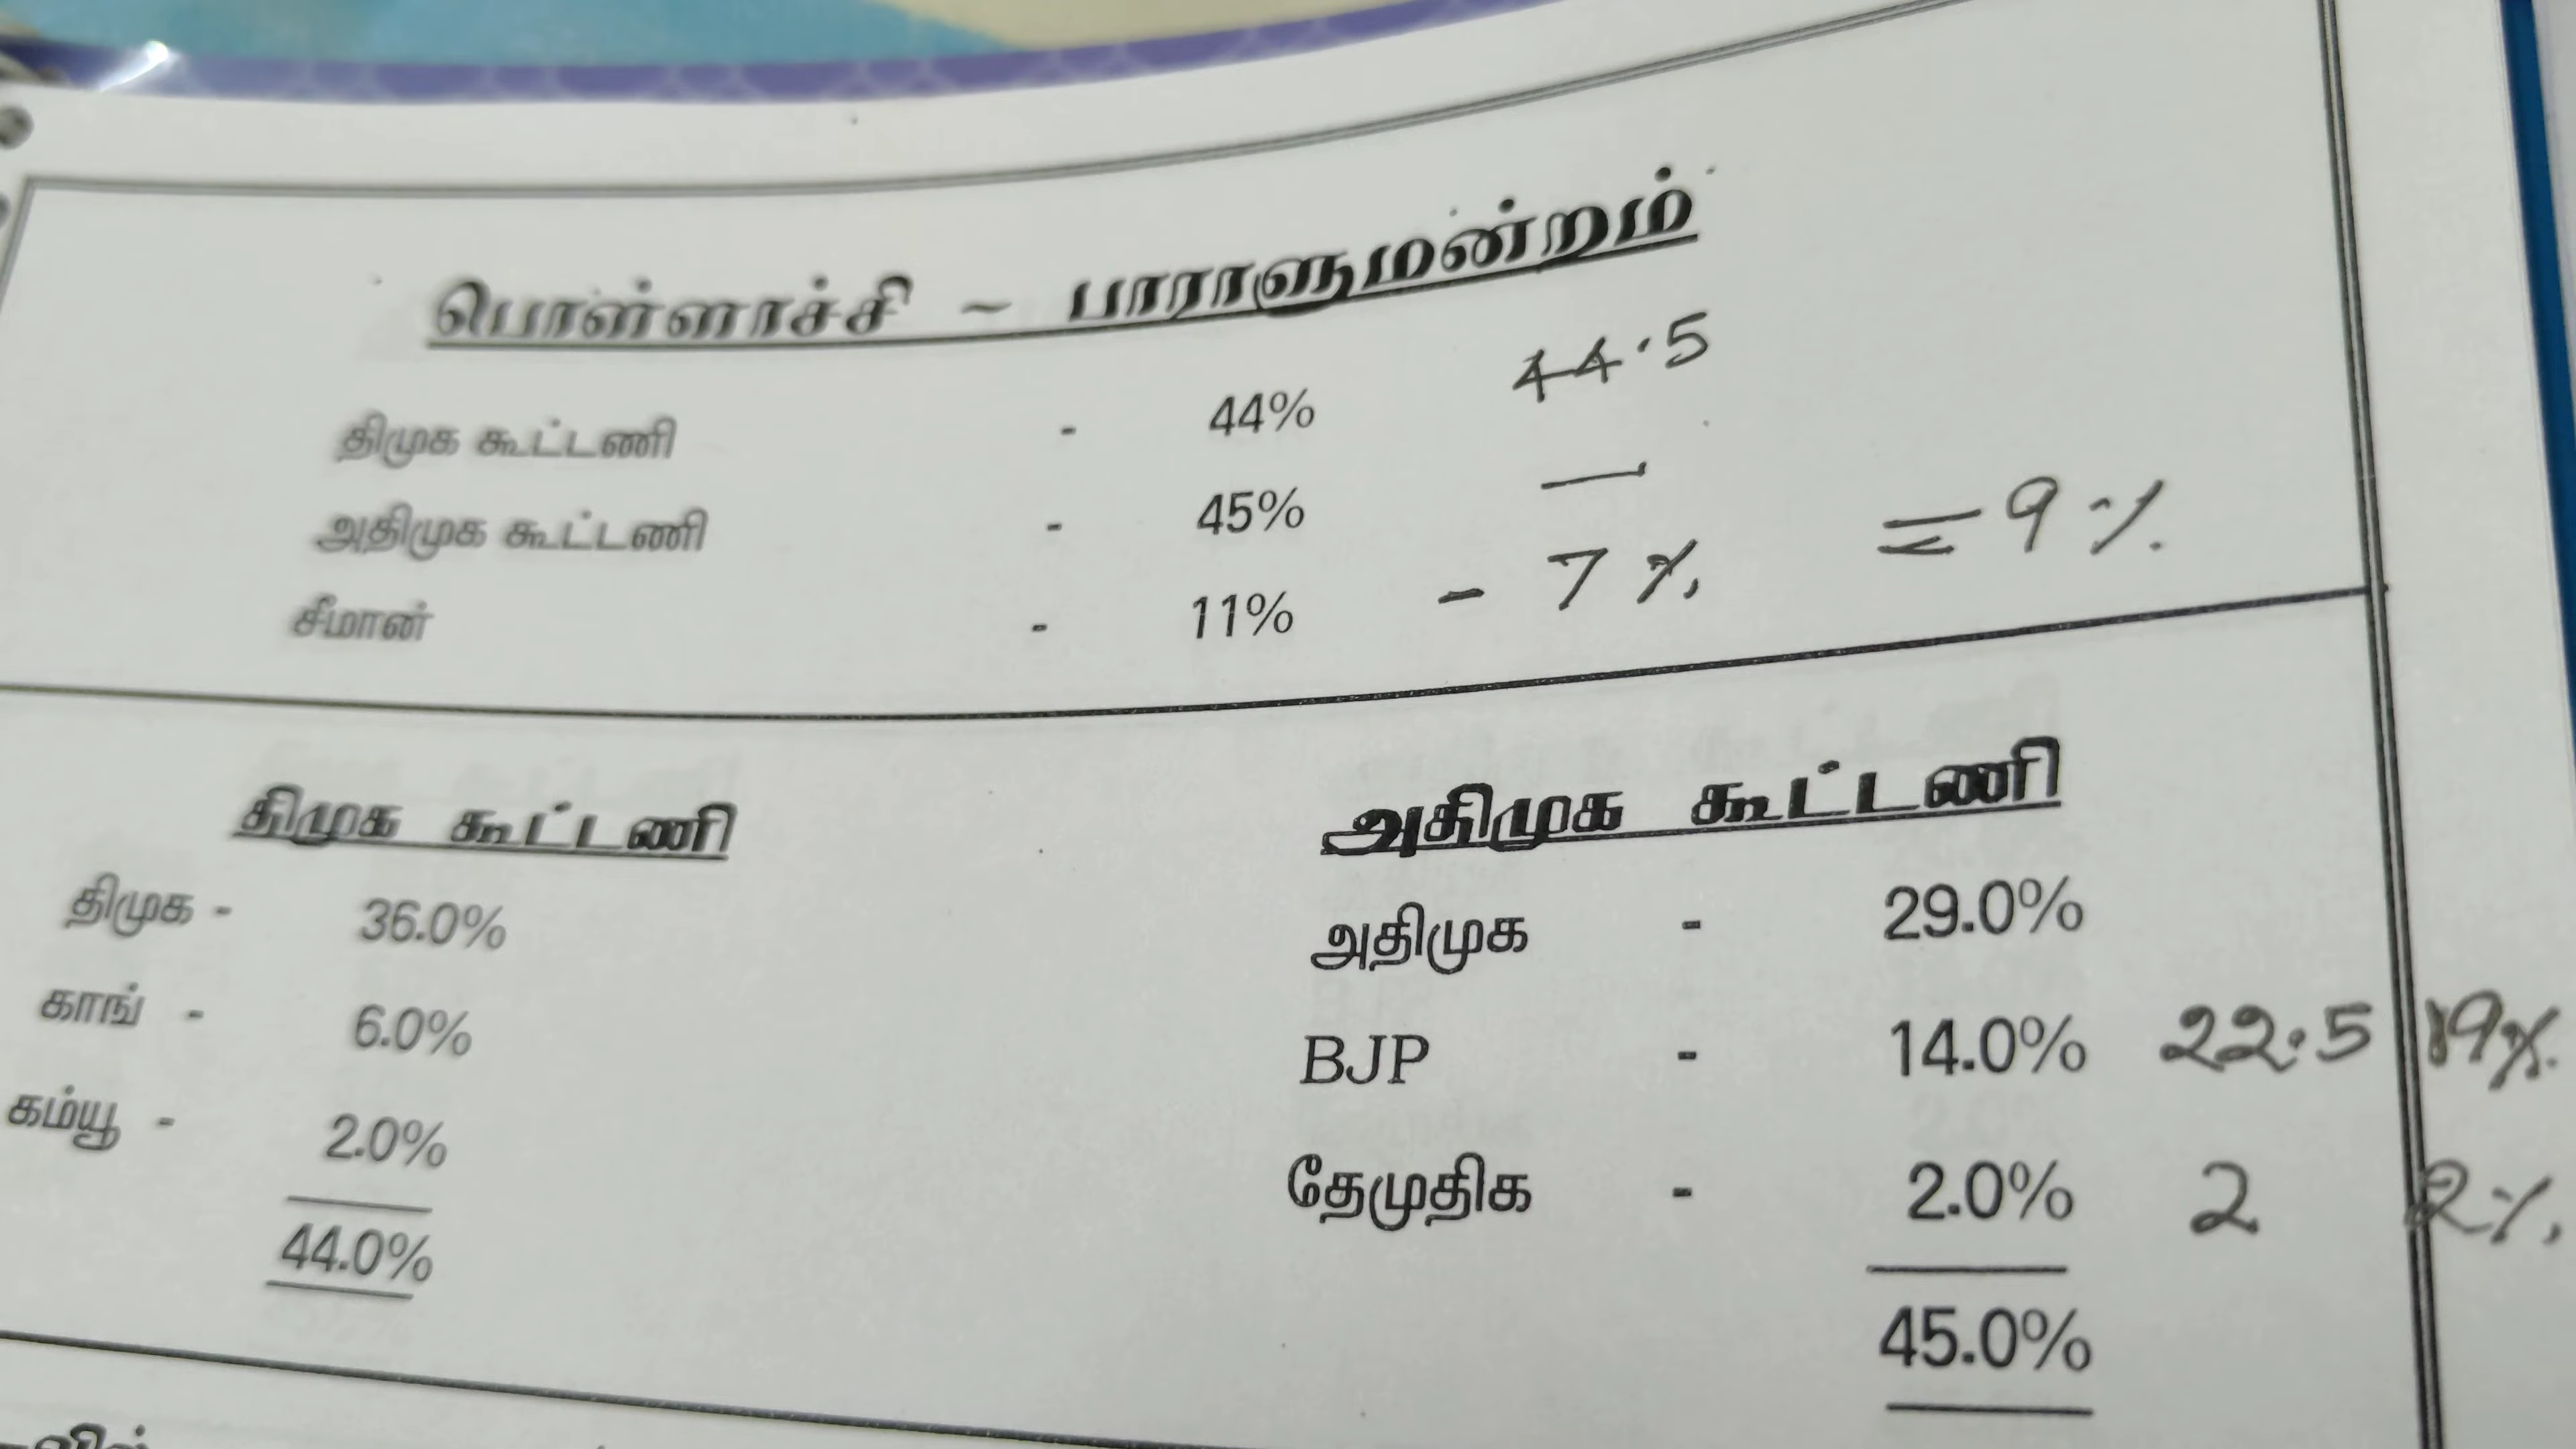 பொள்ளாச்சி - பாராளுமன்றம்
திமுக கூட்டணி - 44% 44.5
அதிமுக கூட்டணி - 45% —
சீமான் - 11% - 7% = 9%
திமுக கூட்டணி
திமுக - 36.0%
காங் - 6.0%
கம்யூ - 2.0%
44.0%
அதிமுக கூட்டணி
அதிமுக - 29.0%
BJP - 14.0% 22.5 19%
தேமுதிக - 2.0% 2 2%
45.0%